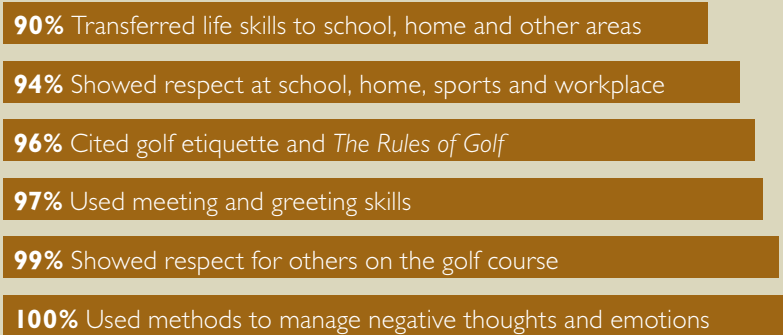 90% Transferred life skills to school, home and other areas
94% Showed respect at school, home, sports and workplace
96% Cited golf etiquette and The Rules of Golf
97% Used meeting and greeting skills
99% Showed respect for others on the golf course
100% Used methods to manage negative thoughts and emotions